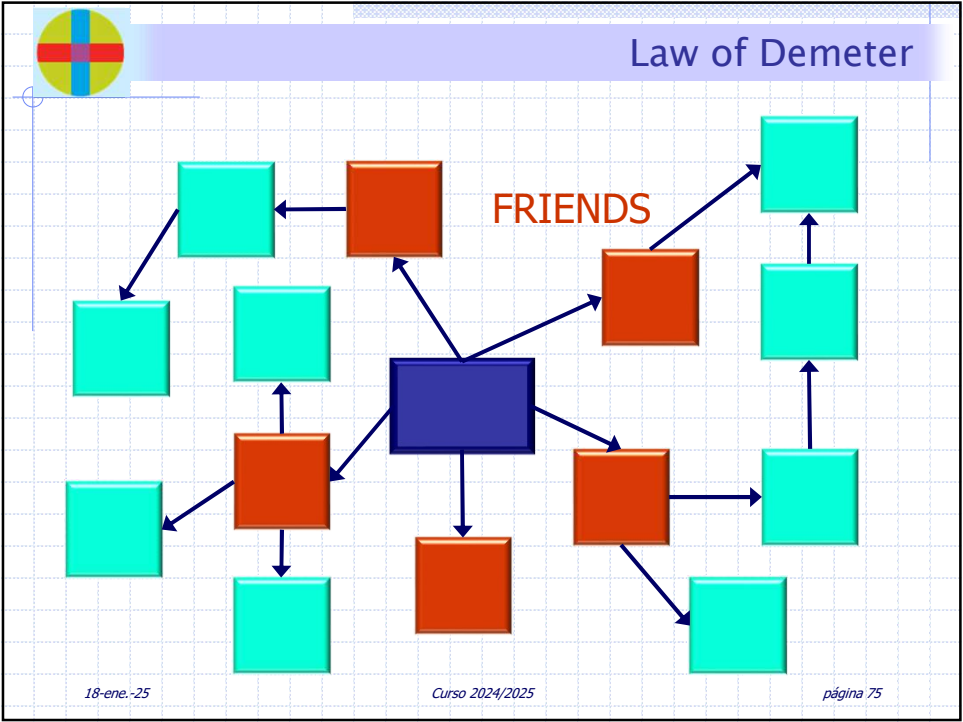 Law of Demeter
FRIENDS
18-ene.-25
Curso 2024/2025
página 75